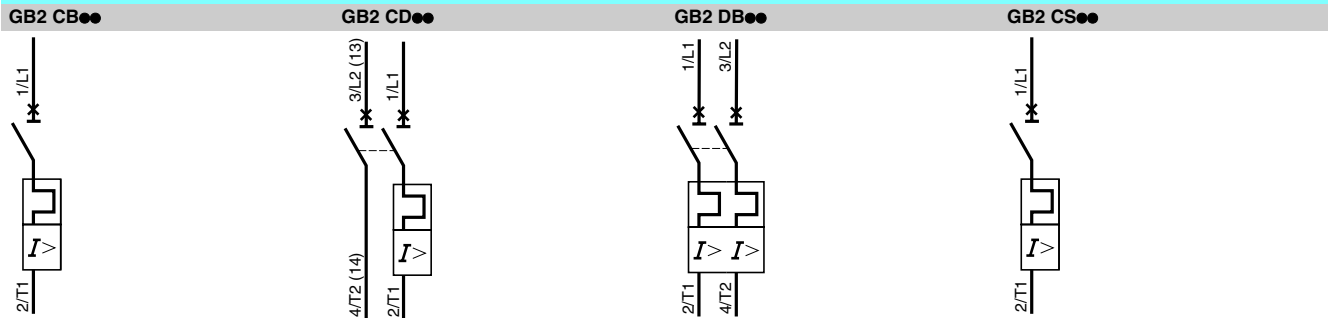 GB2 CB●●
GB2 CD●●
GB2 DB●●
GB2 CS●●
1/L1
3/L2 (13)
1/L1
1/L1
3/L2
1/L1
I>
I>
I> I>
I>
2/T1
4/T2 (14)
2/T1
2/T1
4/T2
2/T1